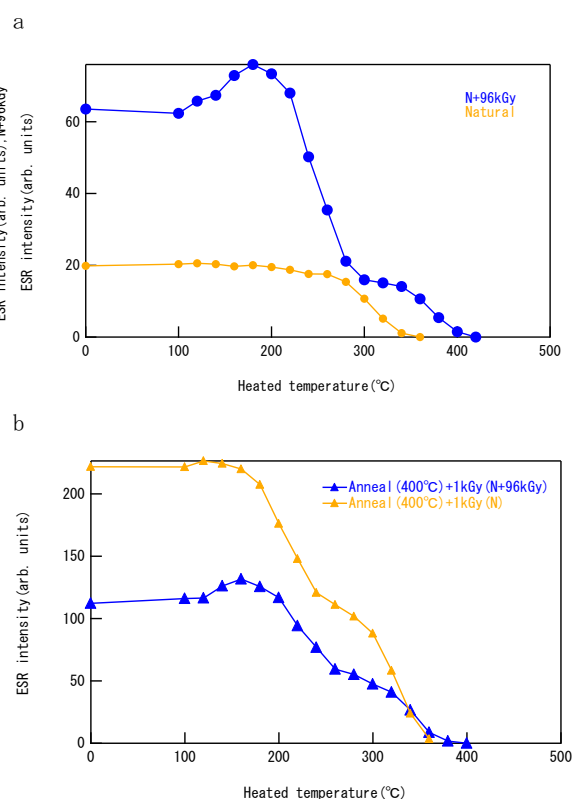 a
ESR intensity(arb. units)
60
40
20
0
N+96kGy
Natural
0 100 200 300 400 500
Heated temperature(℃)
b
ESR intensity(arb. units)
200
150
100
50
0
Anneal(400℃)+1kGy(N+96kGy)
Anneal(400℃)+1kGy(N)
0 100 200 300 400 500
Heated temperature(℃)